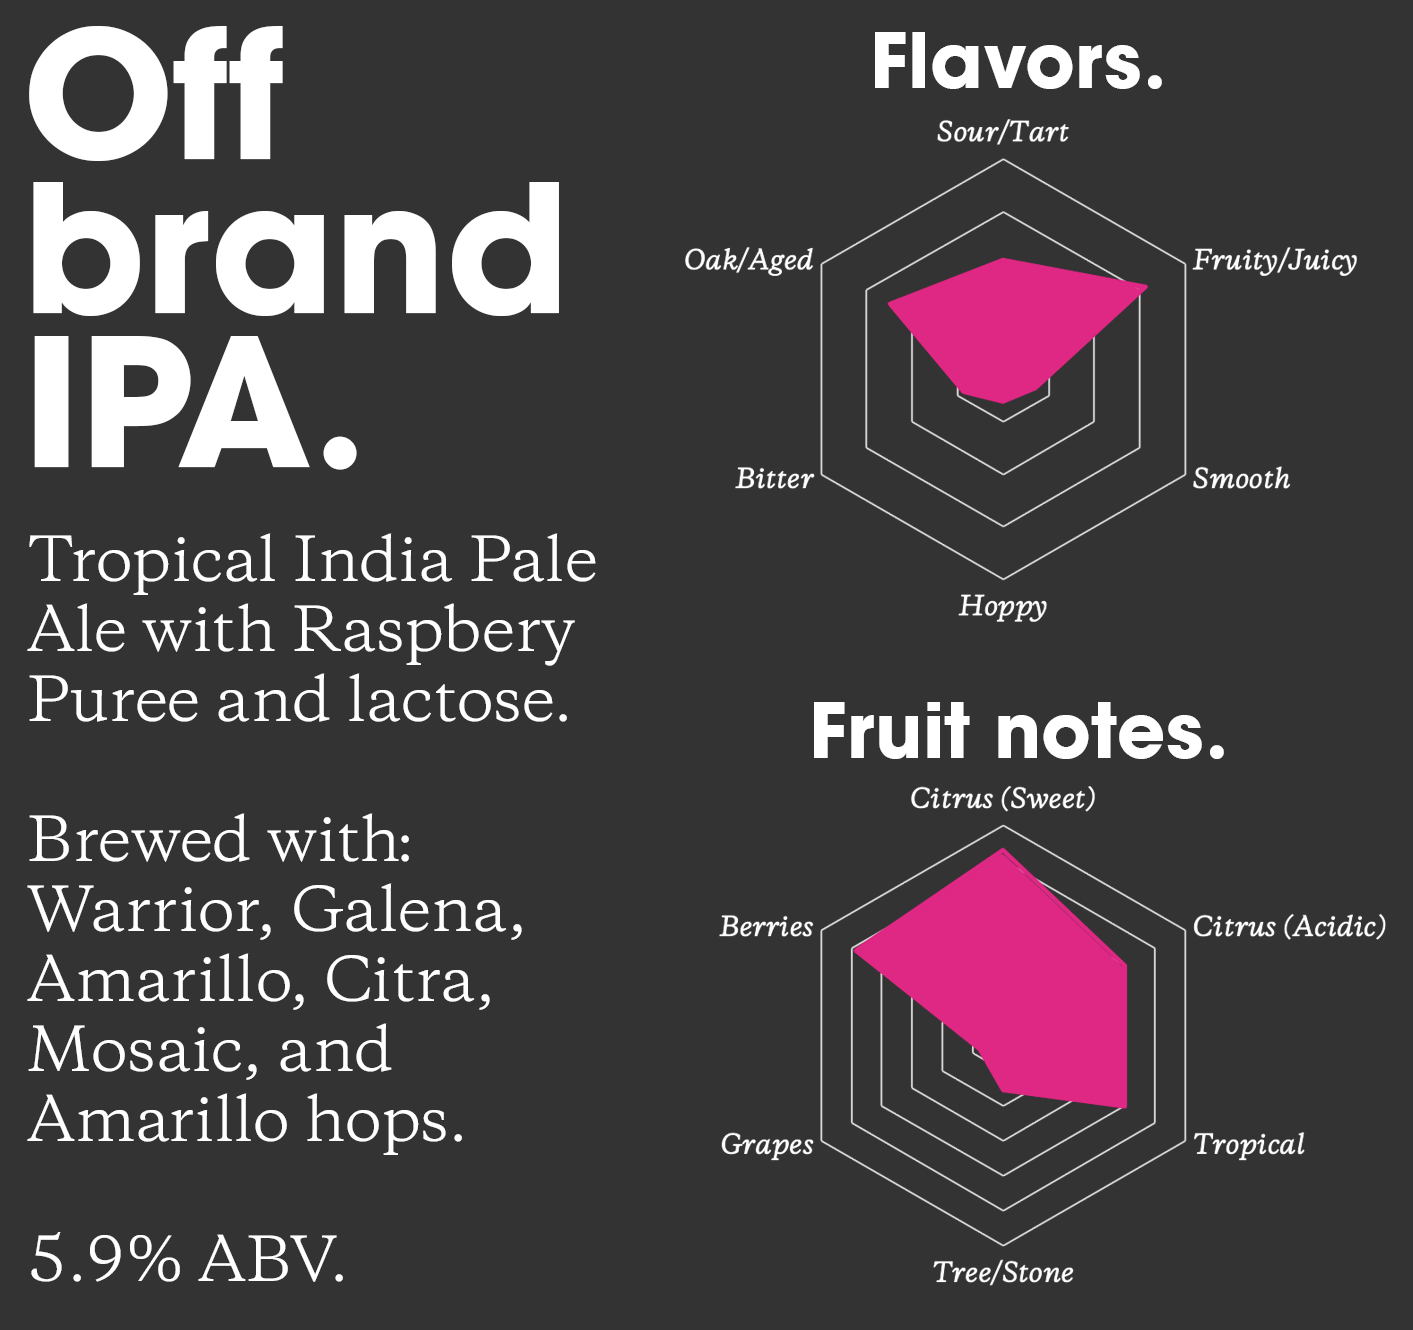 Off
brand
IPA.
Tropical India Pale
Ale with Raspbery
Puree and lactose.
Brewed with:
Warrior, Galena,
Amarillo, Citra,
Mosaic, and
Amarillo hops.
5.9% ABV.
Flavors.
Sour/Tart
Oak/Aged
Fruity/Juicy
Bitter
Smooth
Hoppy
Fruit notes.
Citrus (Sweet)
Berries
Citrus (Acidic)
Grapes
Tropical
Tree/Stone